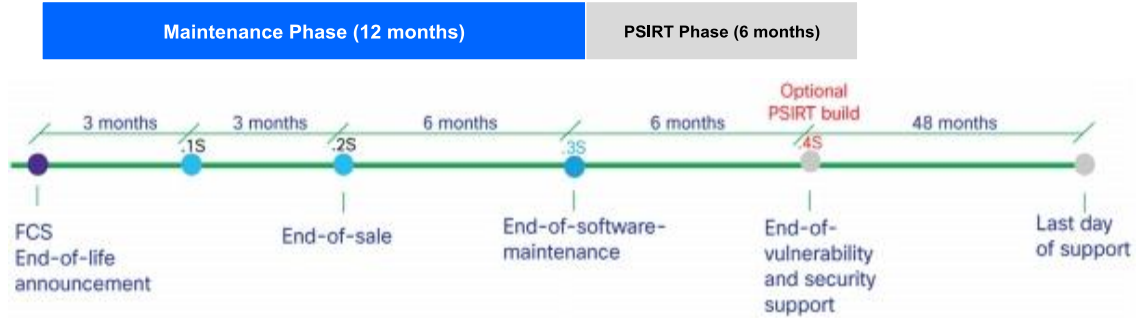 Maintenance Phase (12 months)
PSIRT Phase (6 months)
Optional
PSIRT build
3 months
3 months
6 months
6 months
48 months
.1S
.2S
.3S
.4S
FCS
End-of-life
announcement
End-of-sale
End-of-software-
maintenance
End-of-
vulnerability
and security
support
Last day
of support